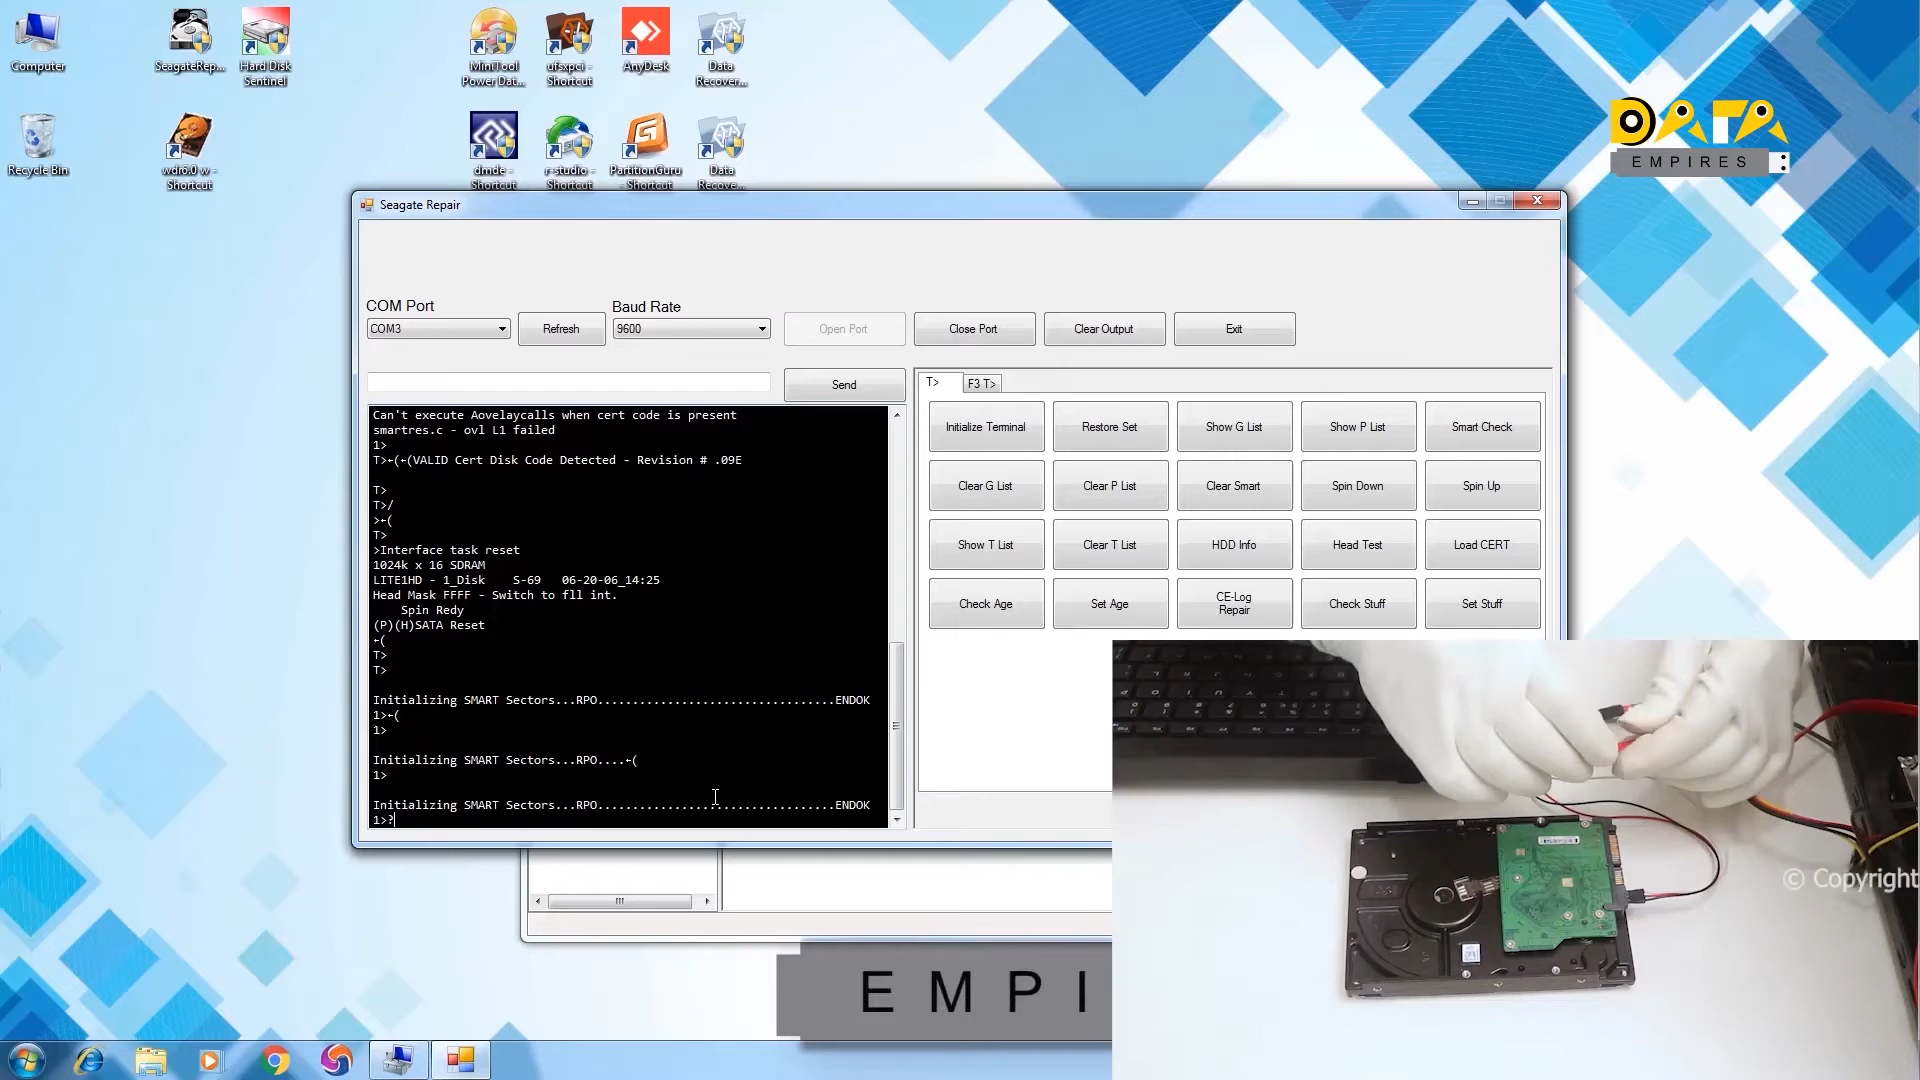 Computer
SeagateRep...
Hard Disk
Sentinel
MiniTool
Power Dat...
ufsxpci -
Shortcut
AnyDesk
Data
Recover...
Recycle Bin
wdr6.0 w -
Shortcut
dmde -
Shortcut
r-studio -
Shortcut
PartitionGuru
- Shortcut
Data
Recove...
DATA
EMPIRES
Seagate Repair
COM Port
Baud Rate
COM3
Refresh
9600
Open Port
Close Port
Clear Output
Exit
Send
T>
F3 T>
Can't execute Aovelaycalls when cert code is present
smartres.c - ovl L1 failed
1>
T>←(←(VALID Cert Disk Code Detected - Revision # .09E
T>
T>/
>←(
T>
>Interface task reset
1024k x 16 SDRAM
LITE1HD - 1_Disk S-69 06-20-06_14:25
Head Mask FFFF - Switch to fll int.
Spin Redy
(P)(H)SATA Reset
←(
T>
T>
Initializing SMART Sectors...RPO.................................ENDOK
1>←(
1>
Initializing SMART Sectors...RPO....←(
1>
Initializing SMART Sectors...RPO.................................ENDOK
1>?
Initialize Terminal
Restore Set
Show G List
Show P List
Smart Check
Clear G List
Clear P List
Clear Smart
Spin Down
Spin Up
Show T List
Clear T List
HDD Info
Head Test
Load CERT
Check Age
Set Age
CE-Log
Repair
Check Stuff
Set Stuff
© Copyright
EMPI